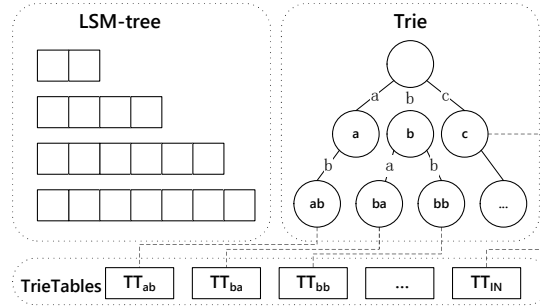 LSM-tree
Trie
a b c
a b c
b a b
ab ba bb ...
TrieTables TTab TTba TTbb ... TTIN